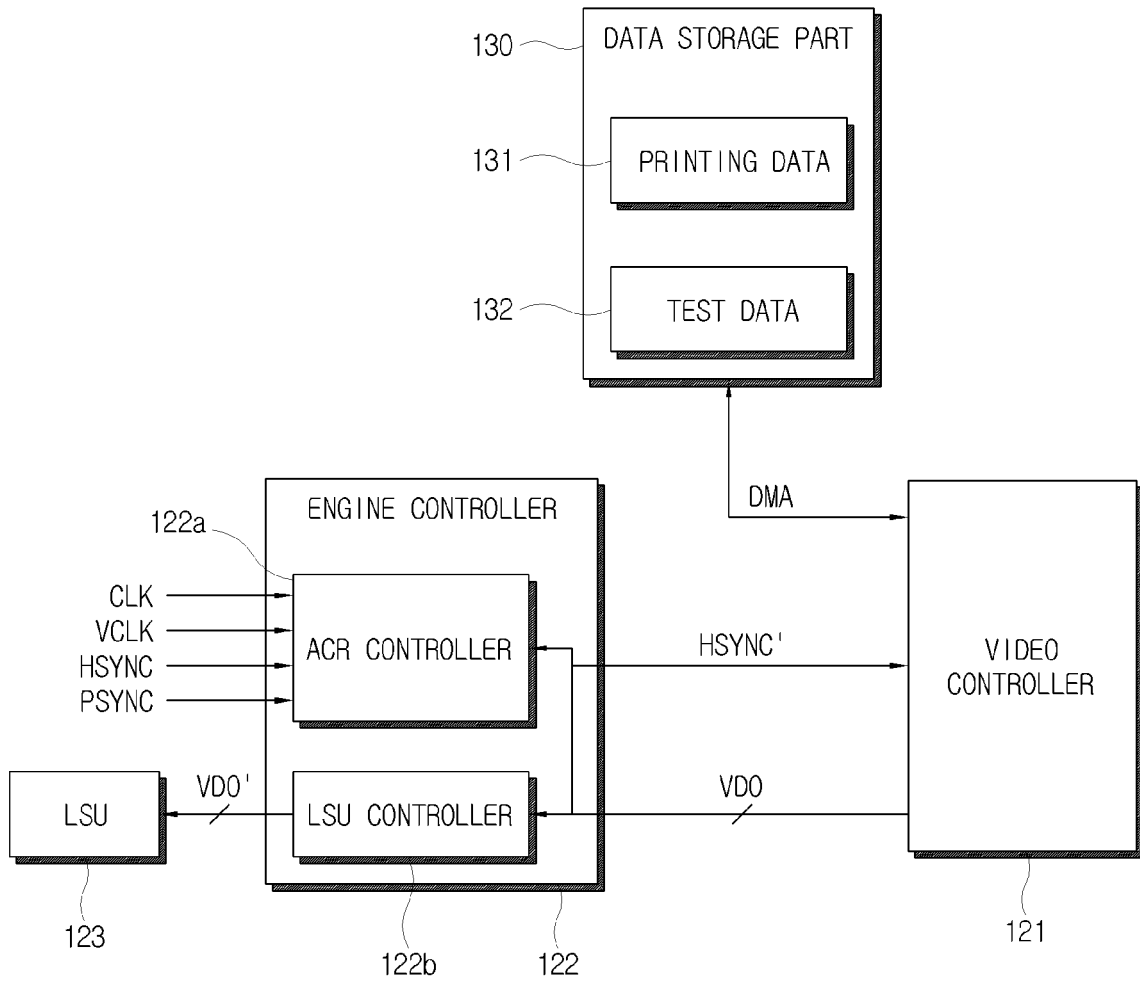 130
DATA STORAGE PART
131
PRINTING DATA
132
TEST DATA
DMA
ENGINE CONTROLLER
122a
CLK
VCLK
HSYNC
PSYNC
ACR CONTROLLER
HSYNC'
VIDEO
CONTROLLER
LSU
VDO'
LSU CONTROLLER
VDO
123
122b
122
121